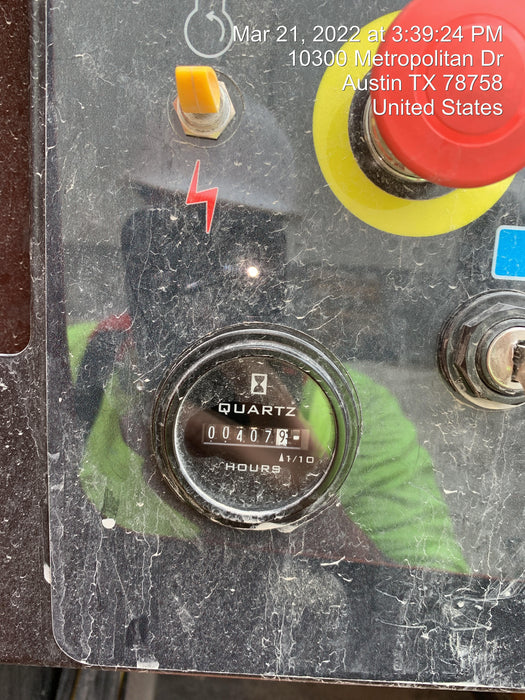 Mar 21, 2022 at 3:39:24 PM
10300 Metropolitan Dr
Austin TX 78758
United States
QUARTZ
004079
1/10
HOURS